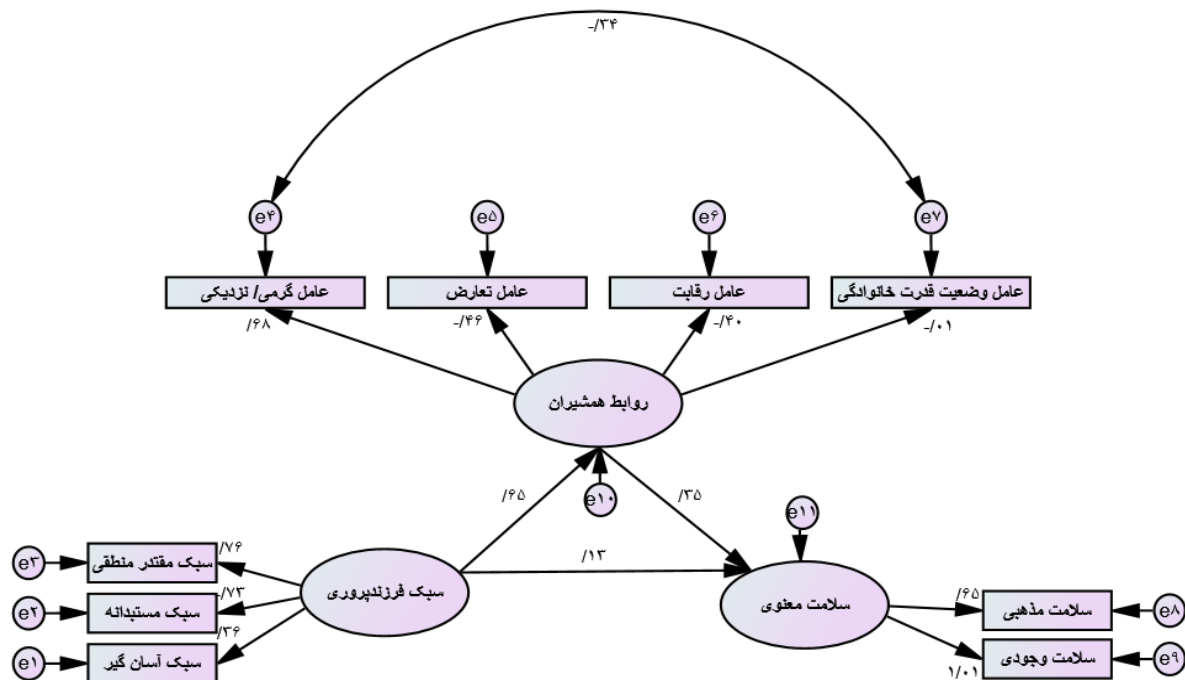 -/۳۴
e۴
e۵
e۶
e۷
عامل گرمی/ نزدیکی
عامل تعارض
عامل رقابت
عامل وضعیت قدرت خانوادگی
/۶۸
-/۴۶
-/۴۰
-/۰۱
روابط همشیران
/۶۵
/۳۵
e۱۰
e۱۱
/۱۳
e۳
سبک مقتدر منطقی
/۷۶
e۲
سبک مستبدانه
-/۷۳
e۱
سبک آسان گیر
/۳۶
سبک فرزندپروری
سلامت معنوی
/۶۵
سلامت مذهبی
e۸
۱/۰۱
سلامت وجودی
e۹